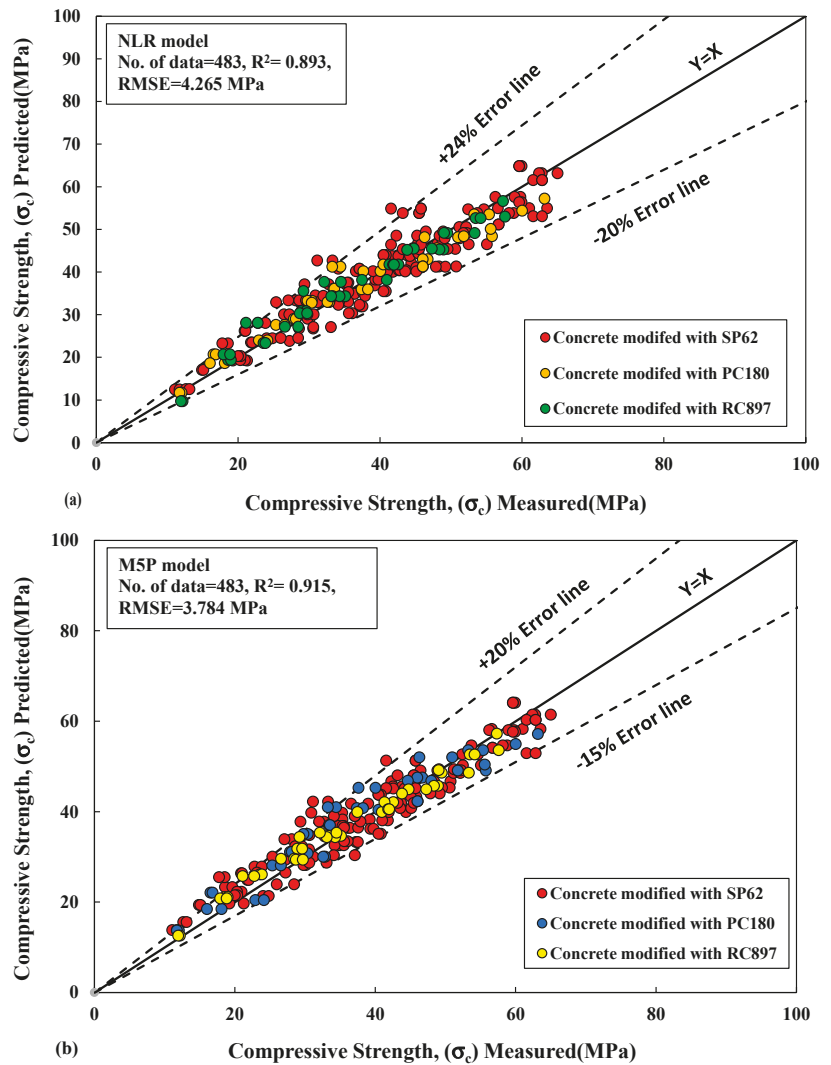 NLR model
No. of data=483, R²= 0.893,
RMSE=4.265 MPa
+24% Error line
Y=X
-20% Error line
Compressive Strength, (σc) Predicted(MPa)
100
90
80
70
60
50
40
30
20
10
0
Concrete modifed with SP62
Concrete modifed with PC180
Concrete modifed with RC897
0
20
40
60
80
100
(a)
Compressive Strength, (σc) Measured(MPa)
M5P model
No. of data=483, R²= 0.915,
RMSE=3.784 MPa
+20% Error line
Y=X
-15% Error line
Compressive Strength, (σc) Predicted(MPa)
100
80
60
40
20
0
Concrete modified with SP62
Concrete modified with PC180
Concrete modified with RC897
0
20
40
60
80
100
(b)
Compressive Strength, (σc) Measured(MPa)